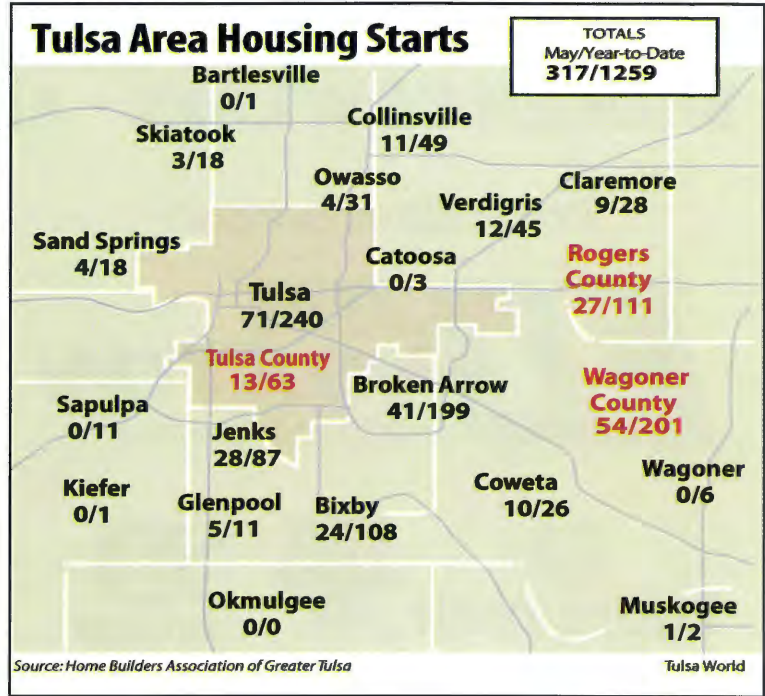 Tulsa Area Housing Starts
TOTALS
May/Year-to-Date
317/1259
Bartlesville
0/1
Collinsville
11/49
Skiatook
3/18
Owasso
4/31
Claremore
9/28
Verdigris
12/45
Sand Springs
4/18
Catoosa
0/3
Rogers
County
27/111
Tulsa
71/240
Tulsa County
13/63
Broken Arrow
41/199
Wagoner
County
54/201
Sapulpa
0/11
Jenks
28/87
Wagoner
0/6
Kiefer
0/1
Glenpool
5/11
Bixby
24/108
Coweta
10/26
Okmulgee
0/0
Muskogee
1/2
Source: Home Builders Association of Greater Tulsa
Tulsa World